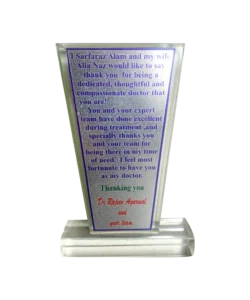 I Sarfaraz Alam and my wife
Alia Naz would like to say
thank you for being a
dedicated, thoughtful and
compassionate doctor that
you are!
You and your expert
team have done excellent
during treatment ,and
specially thanks you
and your team for
being there in my time
of need. I feel most
fortunate to have you
as my doctor.
Thanking you
Dr Rajeev Agarwal
and
your team